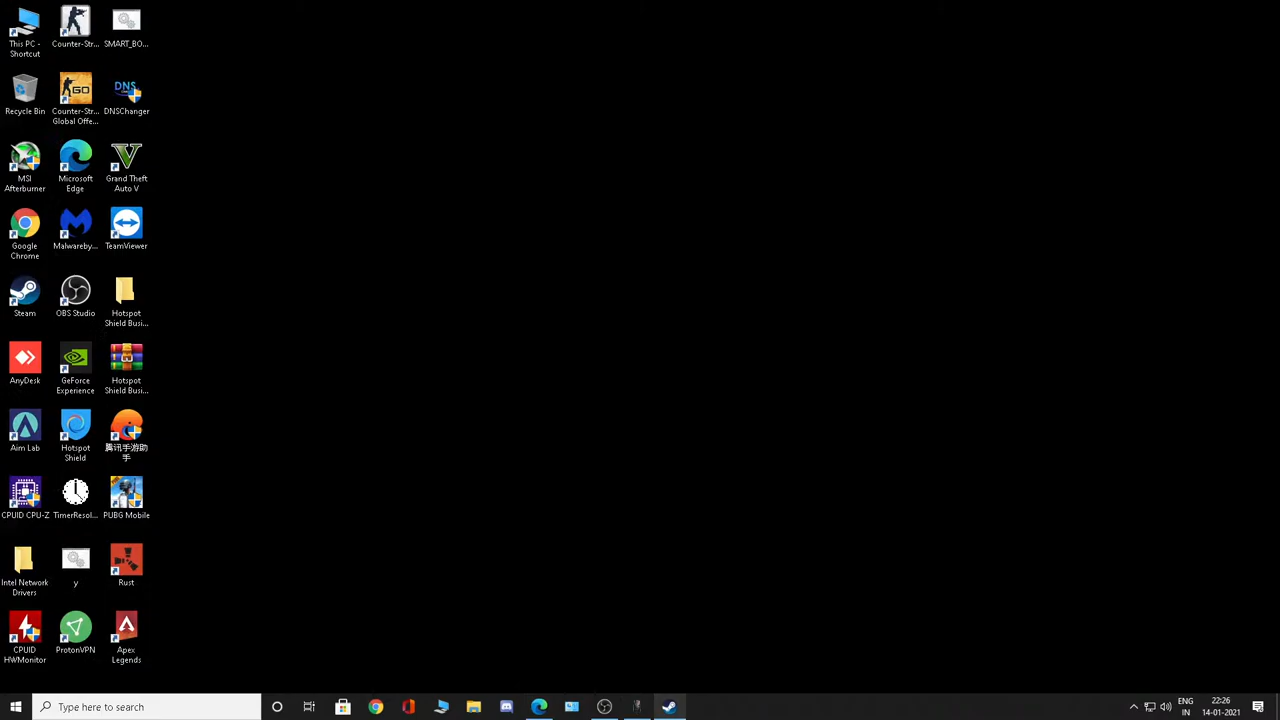 This PC -
Shortcut
Counter-Str...
SMART_BO...
Recycle Bin
GO
Counter-Str...
Global Offe...
DNS
DNSChanger
MSI
Afterburner
Microsoft
Edge
V
Grand Theft
Auto V
Google
Chrome
Malwareby...
TeamViewer
Steam
OBS Studio
Hotspot
Shield Busi...
AnyDesk
GeForce
Experience
Hotspot
Shield Busi...
Aim Lab
Hotspot
Shield
腾讯手游助
手
CPUID CPU-Z
TimerResol...
PUBG Mobile
Intel Network
Drivers
y
Rust
CPUID
HWMonitor
ProtonVPN
Apex
Legends
Type here to search
ENG
IN
22:26
14-01-2021